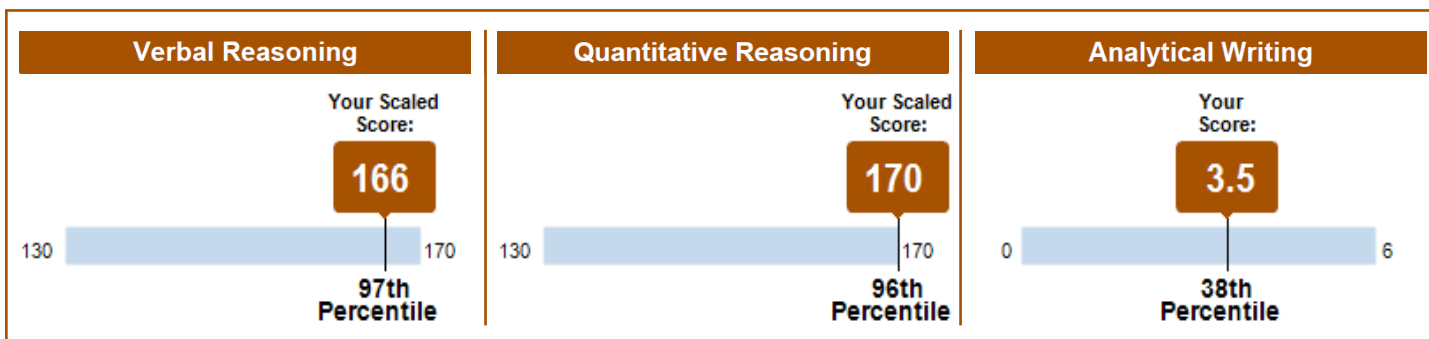 Verbal Reasoning
Your Scaled
Score:
166
130
170
97th
Percentile
Quantitative Reasoning
Your Scaled
Score:
170
130
170
96th
Percentile
Analytical Writing
Your
Score:
3.5
0
6
38th
Percentile